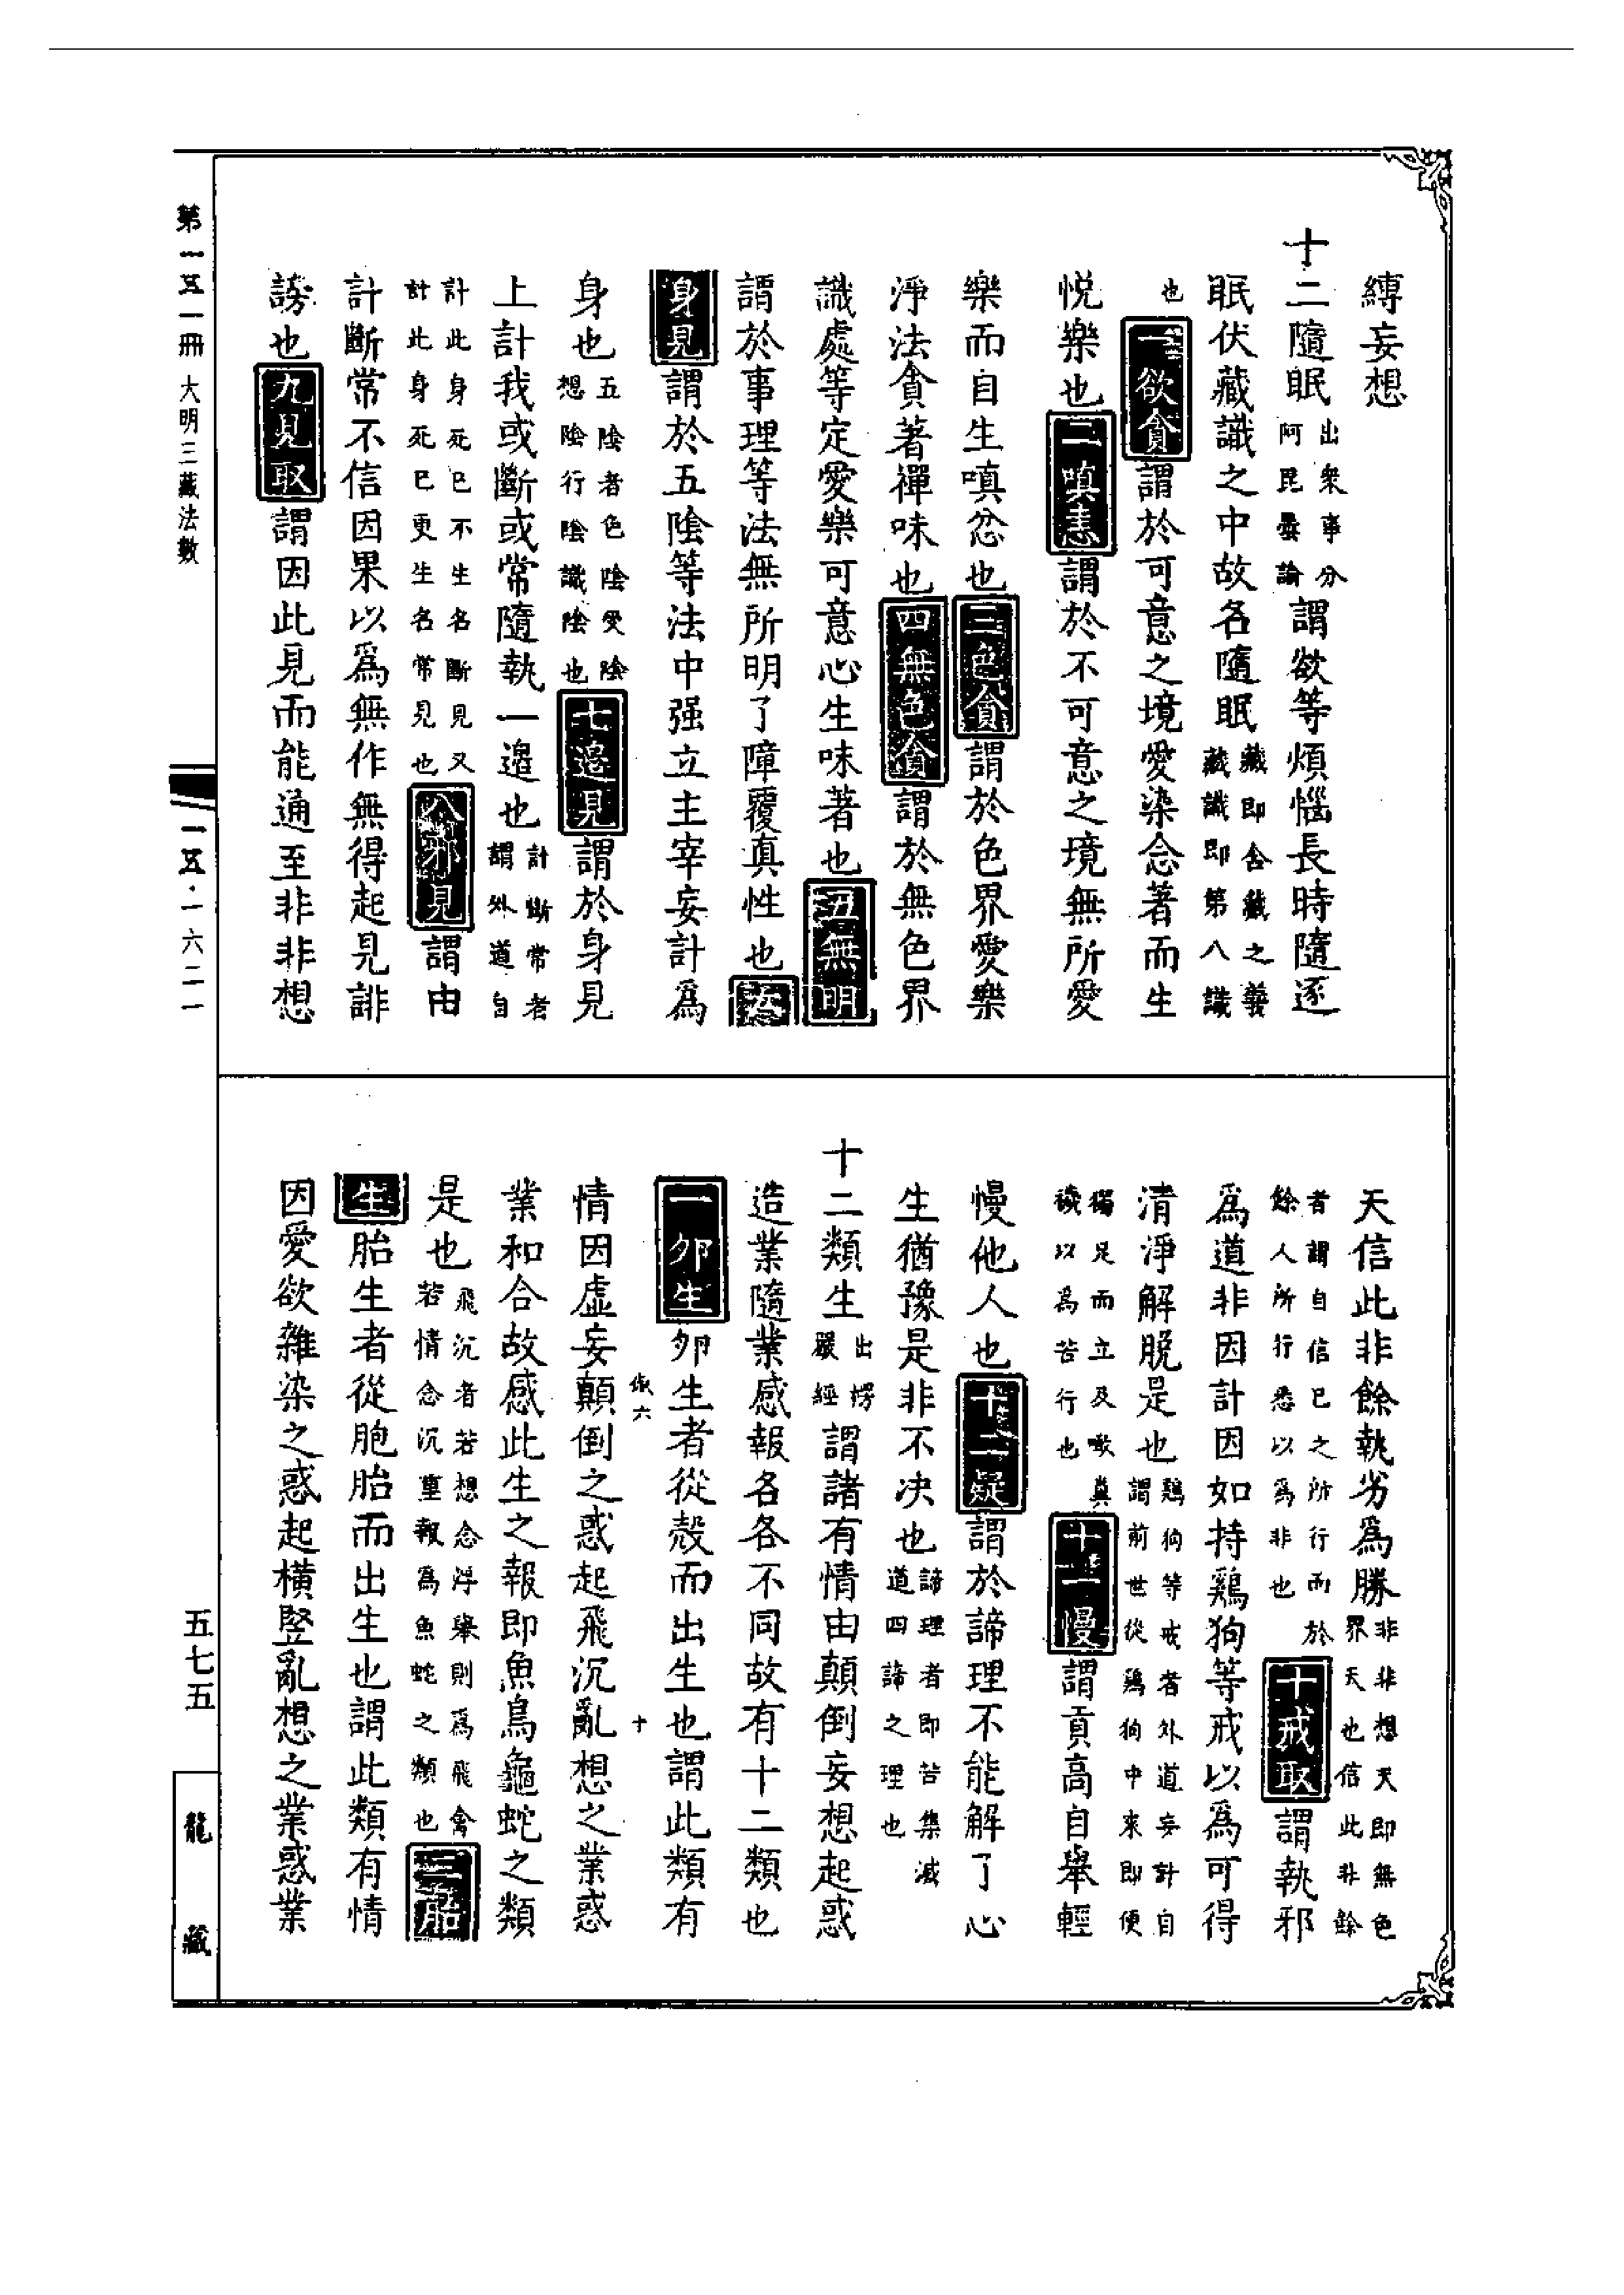 縛妄想
十二隨眠出衆事分阿毘曇論謂欲等煩惱長時隨逐
眠伏藏識之中故各隨眠藏即含藏之義藏識即第八識
也一欲貪謂於可意之境愛染念著而生
悅樂也二嗔恚謂於不可意之境無所愛
樂而自生嗔忿也三色貪謂於色界愛樂
淨法貪著禪味也四無色貪謂於無色界
識處等定愛樂可意心生味著也五無明
謂於事理等法無所明了障覆真性也六
身見謂於五陰等法中强立主宰妄計爲
身也五陰者色陰受陰想陰行陰識陰也七邊見謂於身見
上計我或斷或常隨執一邊也計斷常者謂外道自
計此身死已不生名斷見又計此身死已更生名常見也八邪見謂由
計斷常不信因果以爲無作無得起見誹
謗也九見取謂因此見而能通至非非想
天信此非餘執劣爲勝非非想天即無色界天也信此非餘
者謂自信已之所行而於餘人所行悉以爲非也十戒取謂執邪
爲道非因計因如持鷄狗等戒以爲可得
清淨解脫是也鷄狗等戒者外道妄計自謂前世從鷄狗中來即便
獨足而立及噉糞穢以爲苦行也十一慢謂貢高自舉輕
慢他人也十二疑謂於諦理不能解了心
生猶豫是非不决也諦理者即苦集滅道四諦之理也
十二類生出楞嚴經謂諸有情由顛倒妄想起惑
造業隨業感報各各不同故有十二類也
一卵生卵生者從殼而出生也謂此類有
情因虛妄顛倒之惑起飛沉亂想之業惑
業和合故感此生之報即魚鳥龜蛇之類
是也飛沉者若想念浮舉則爲飛禽若情念沉重報爲魚蛇之類也二胎
生胎生者從胞胎而出生也謂此類有情
因愛欲雜染之惑起橫竪亂想之業惑業
第一五一冊 大明三藏法數
一五·一六二一
五七五
龍藏